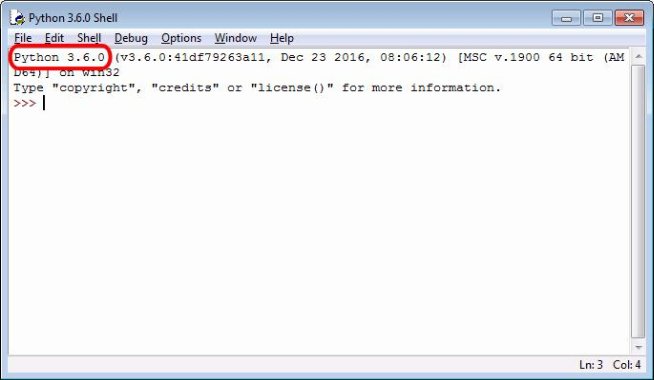 Python 3.6.0 Shell
File Edit Shell Debug Options Window Help
Python 3.6.0 (v3.6.0:41df79263a11, Dec 23 2016, 08:06:12) [MSC v.1900 64 bit (AM
D64)] on win32
Type "copyright", "credits" or "license()" for more information.
>>>
Ln: 3 Col: 4